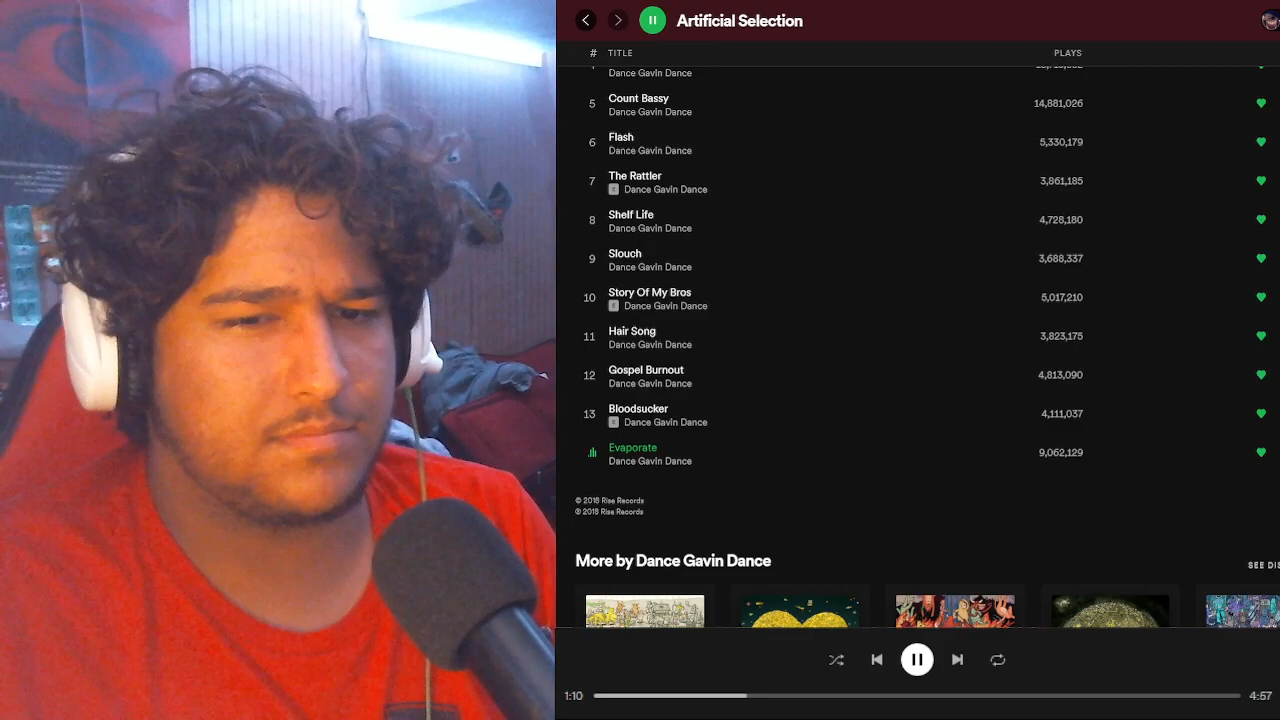 Artificial Selection
# TITLE PLAYS
Dance Gavin Dance
5 Count Bassy 14,881,026
Dance Gavin Dance
6 Flash 5,330,179
Dance Gavin Dance
7 The Rattler 3,861,185
E Dance Gavin Dance
8 Shelf Life 4,728,180
Dance Gavin Dance
9 Slouch 3,688,337
Dance Gavin Dance
10 Story Of My Bros 5,017,210
E Dance Gavin Dance
11 Hair Song 3,823,175
Dance Gavin Dance
12 Gospel Burnout 4,813,090
Dance Gavin Dance
13 Bloodsucker 4,111,037
E Dance Gavin Dance
Evaporate 9,062,129
Dance Gavin Dance
© 2018 Rise Records
℗ 2018 Rise Records
More by Dance Gavin Dance
SEE DIS
1:10 4:57